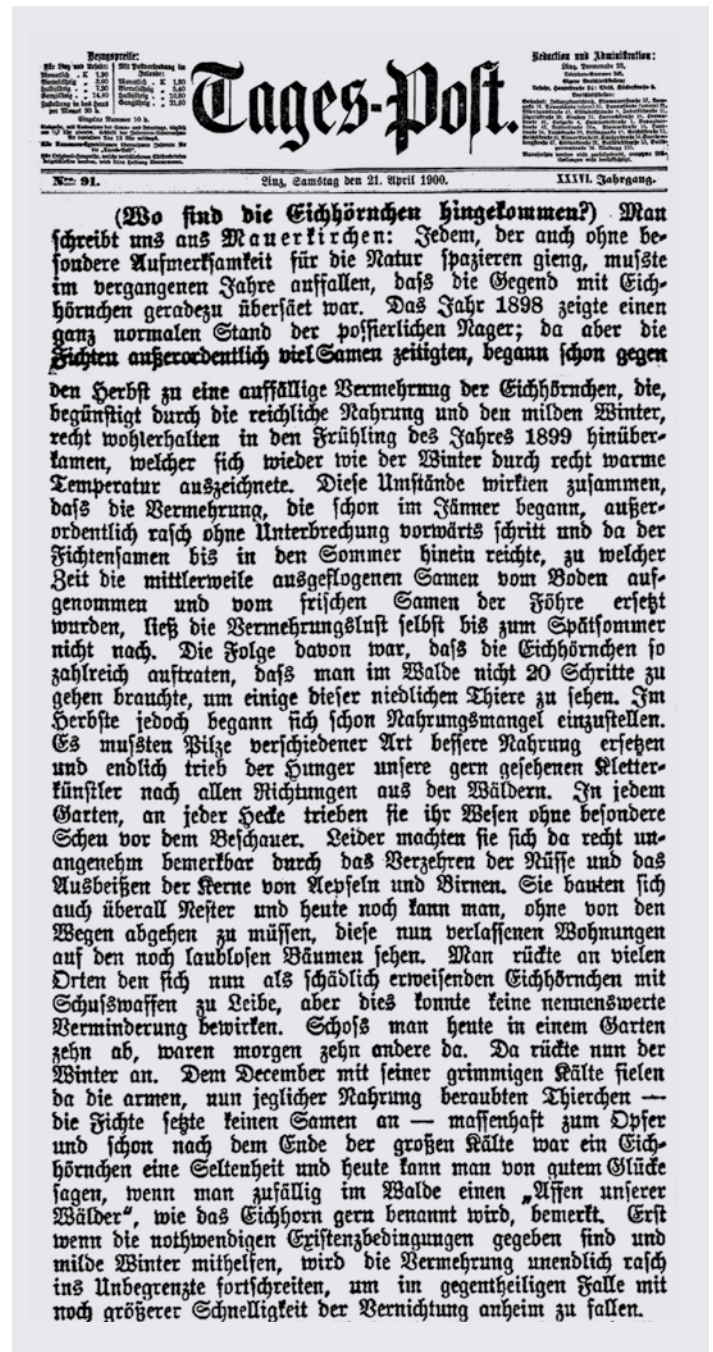 Bezugspreise:
Tages-Post.
Redaction und Administration:
Linz, Promenade 23,
Nro. 91.
Linz, Samstag den 21. April 1900.
XXXVI. Jahrgang.
(Wo sind die Eichhörnchen hingekommen?) Man
schreibt uns aus Mauerkirchen: Jedem, der auch ohne be-
sondere Aufmerksamkeit für die Natur spazieren gieng, musste
im vergangenen Jahre auffallen, dass die Gegend mit Eich-
hörnchen geradezu übersäet war. Das Jahr 1898 zeigte einen
ganz normalen Stand der possierlichen Nager; da aber die
Fichten außerordentlich viel Samen zeitigten, begann schon gegen
den Herbst zu eine auffällige Vermehrung der Eichhörnchen, die,
begünstigt durch die reichliche Nahrung und den milden Winter,
recht wohlerhalten in den Frühling des Jahres 1899 hinüber-
kamen, welcher sich wieder wie der Winter durch recht warme
Temperatur auszeichnete. Diese Umstände wirkten zusammen,
dass die Vermehrung, die schon im Jänner begann, außer-
ordentlich rasch ohne Unterbrechung vorwärts schritt und da der
Fichtensamen bis in den Sommer hinein reichte, zu welcher
Zeit die mittlerweile ausgeflogenen Samen vom Boden auf-
genommen und vom frischen Samen der Föhre ersetzt
wurden, ließ die Vermehrungslust selbst bis zum Spätsommer
nicht nach. Die Folge davon war, dass die Eichhörnchen so
zahlreich auftraten, dass man im Walde nicht 20 Schritte zu
gehen brauchte, um einige dieser niedlichen Thiere zu sehen. Im
Herbste jedoch begann sich schon Nahrungsmangel einzustellen.
Es mussten Pilze verschiedener Art bessere Nahrung ersetzen
und endlich trieb der Hunger unsere gern gesehenen Kletter-
künstler nach allen Richtungen aus den Wäldern. In jedem
Garten, an jeder Hecke trieben sie ihr Wesen ohne besondere
Scheu vor dem Beschauer. Leider machten sie sich da recht un-
angenehm bemerkbar durch das Verzehren der Nüsse und das
Ausbeißen der Kerne von Aepfeln und Birnen. Sie bauten sich
auch überall Nester und heute noch kann man, ohne von den
Wegen abgehen zu müssen, diese nun verlassenen Wohnungen
auf den noch laublosen Bäumen sehen. Man rückte an vielen
Orten den sich nun als schädlich erweisenden Eichhörnchen mit
Schusswaffen zu Leibe, aber dies konnte keine nennenswerte
Verminderung bewirken. Schoss man heute in einem Garten
zehn ab, waren morgen zehn andere da. Da rückte nun der
Winter an. Dem December mit seiner grimmigen Kälte fielen
da die armen, nun jeglicher Nahrung beraubten Thierchen —
die Fichte setzte keinen Samen an — massenhaft zum Opfer
und schon nach dem Ende der großen Kälte war ein Eich-
hörnchen eine Seltenheit und heute kann man von gutem Glücke
sagen, wenn man zufällig im Walde einen „Affen unserer
Wälder“, wie das Eichhorn gern benannt wird, bemerkt. Erst
wenn die nothwendigen Existenzbedingungen gegeben sind und
milde Winter mithelfen, wird die Vermehrung unendlich rasch
ins Unbegrenzte fortschreiten, um im gegentheiligen Falle mit
noch größerer Schnelligkeit der Vernichtung anheim zu fallen.